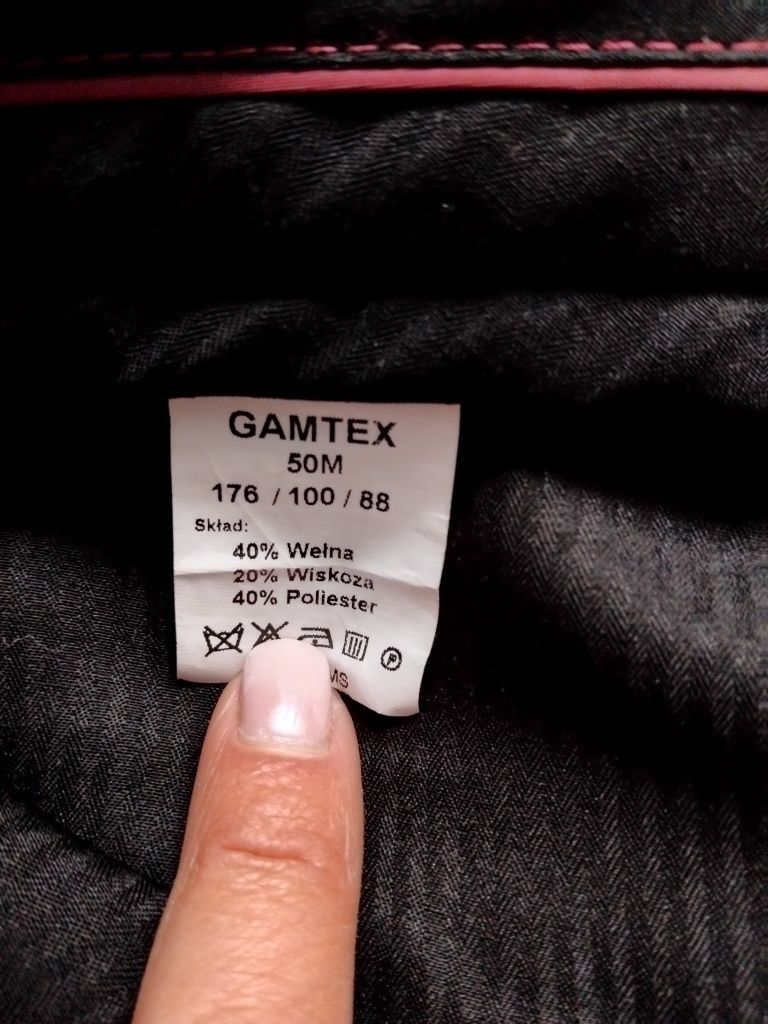 GAMTEX
50M
176 / 100 / 88
Skład:
40% Wełna
20% Wiskoza
40% Poliester
P